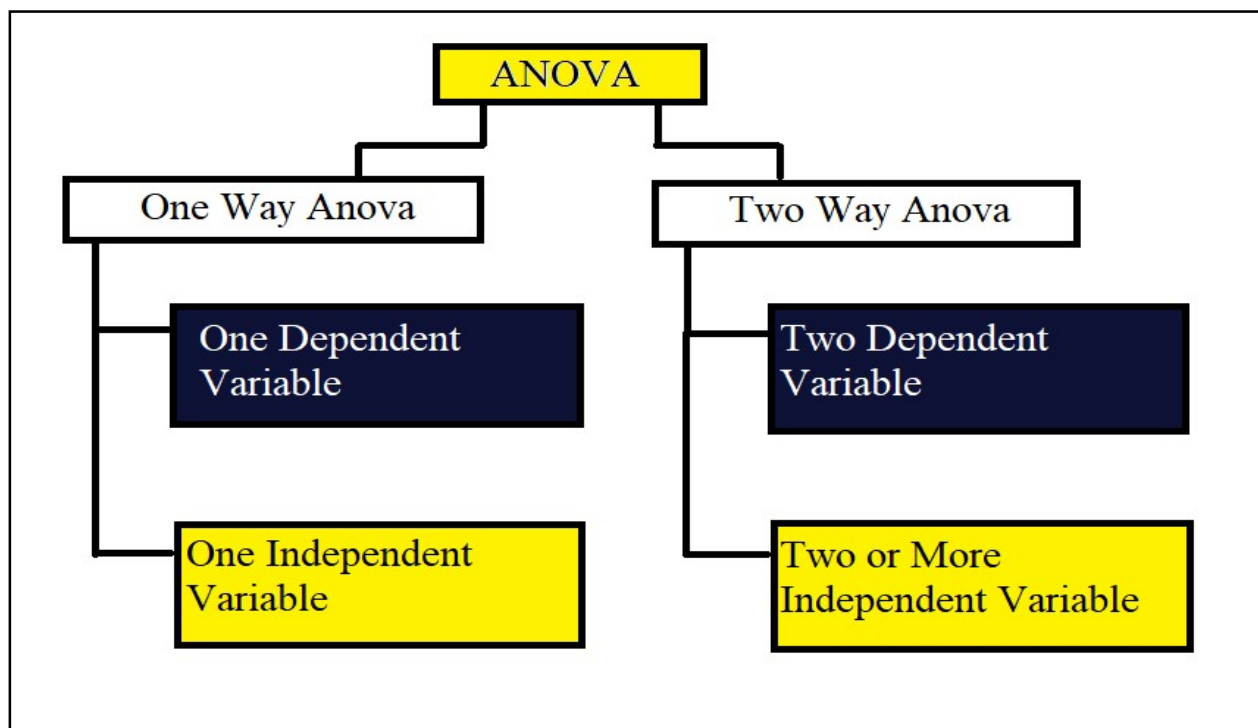 ANOVA
One Way Anova
Two Way Anova
One Dependent
Variable
Two Dependent
Variable
One Independent
Variable
Two or More
Independent Variable